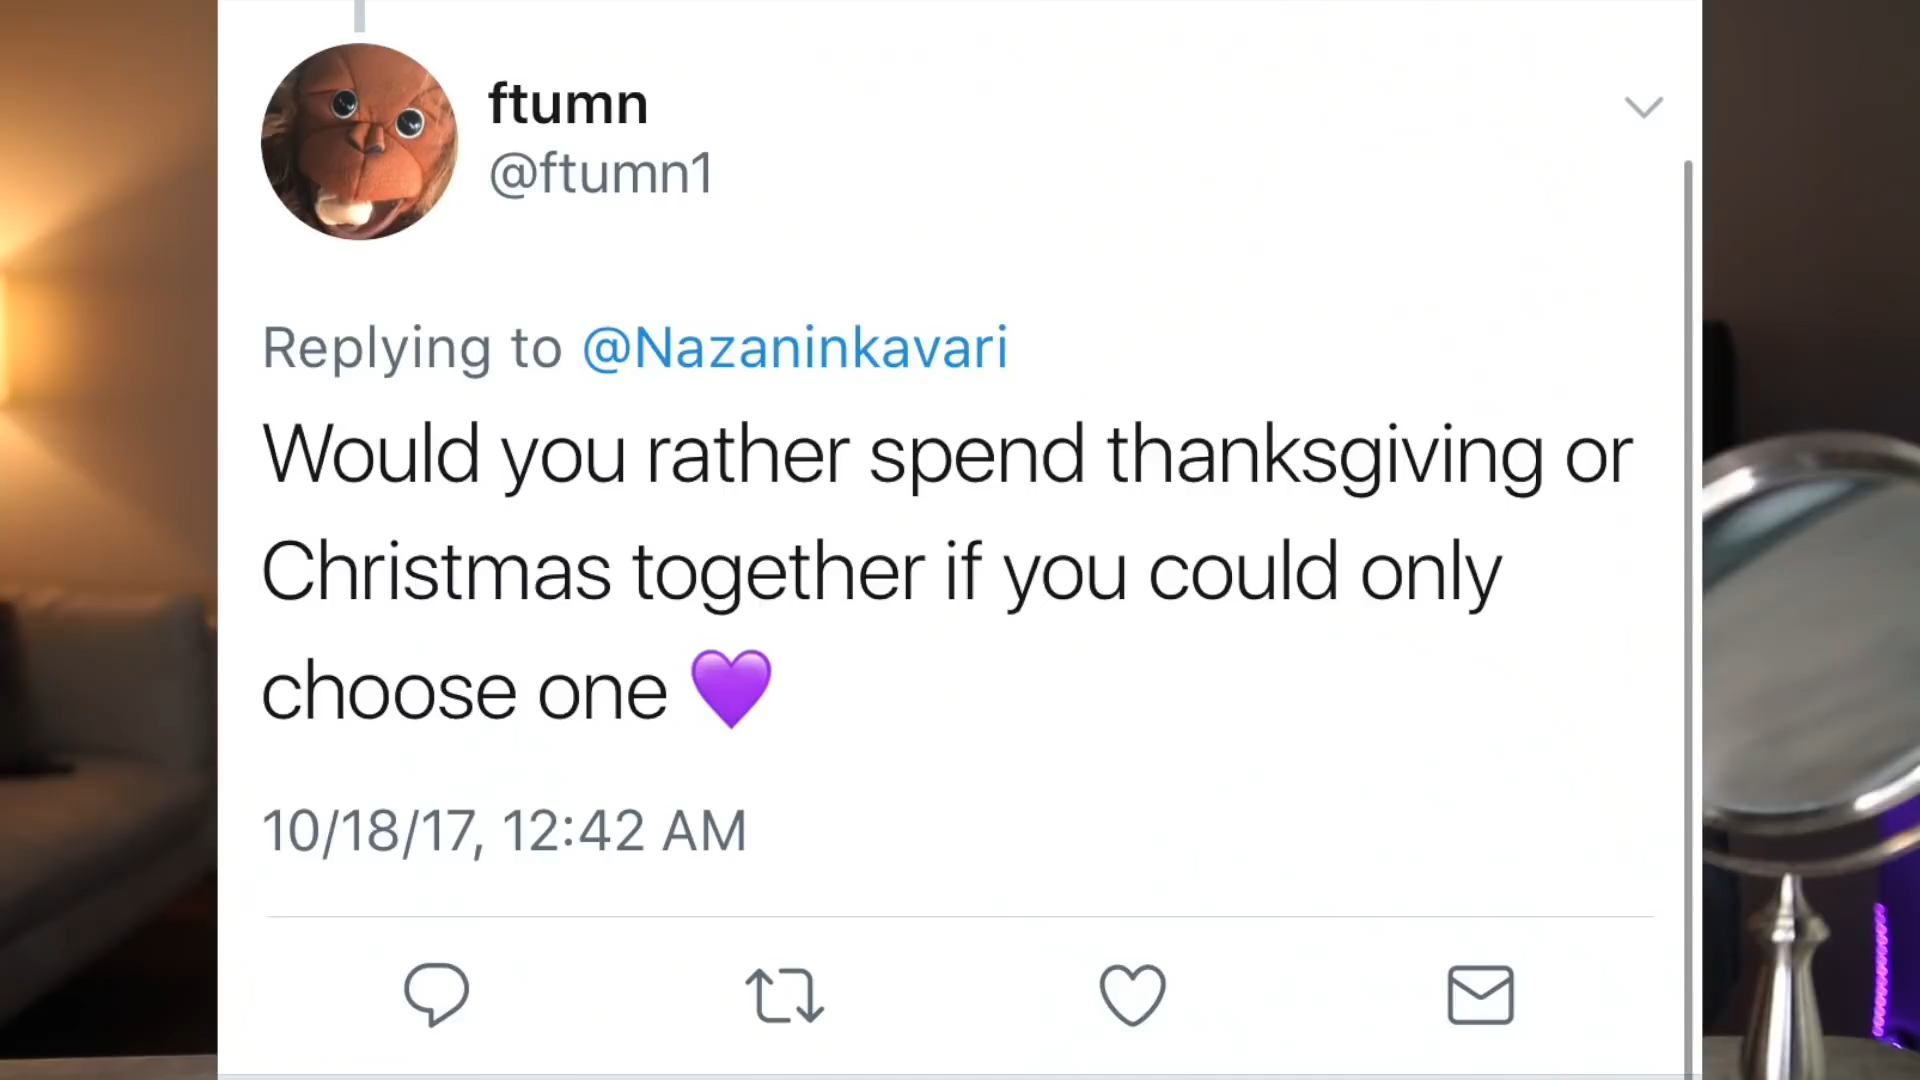 ftumn
@ftumn1
Replying to @Nazaninkavari
Would you rather spend thanksgiving or
Christmas together if you could only
choose one 💜
10/18/17, 12:42 AM